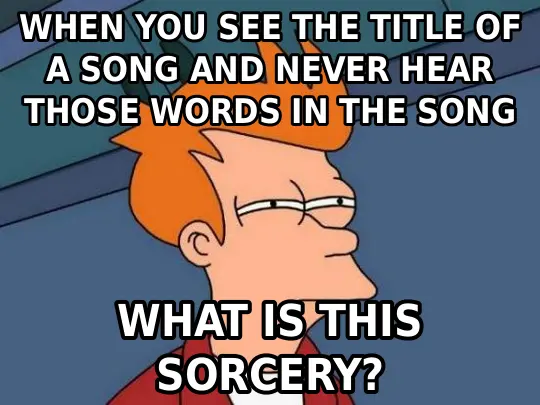 WHEN YOU SEE THE TITLE OF
A SONG AND NEVER HEAR
THOSE WORDS IN THE SONG
WHAT IS THIS
SORCERY?